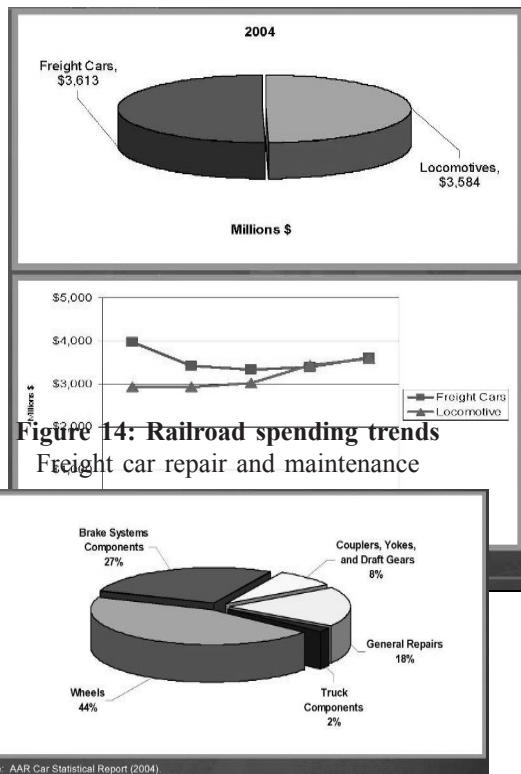 2004
Freight Cars,
$3,613
Locomotives,
$3,584
Millions $
$5,000
$4,000
$3,000
$2,000
Millions $
Freight Cars
Locomotive
Figure 14: Railroad spending trends
Freight car repair and maintenance
Brake Systems
Components
27%
Couplers, Yokes,
and Draft Gears
8%
General Repairs
18%
Truck
Components
2%
Wheels
44%
AAR Car Statistical Report (2004).